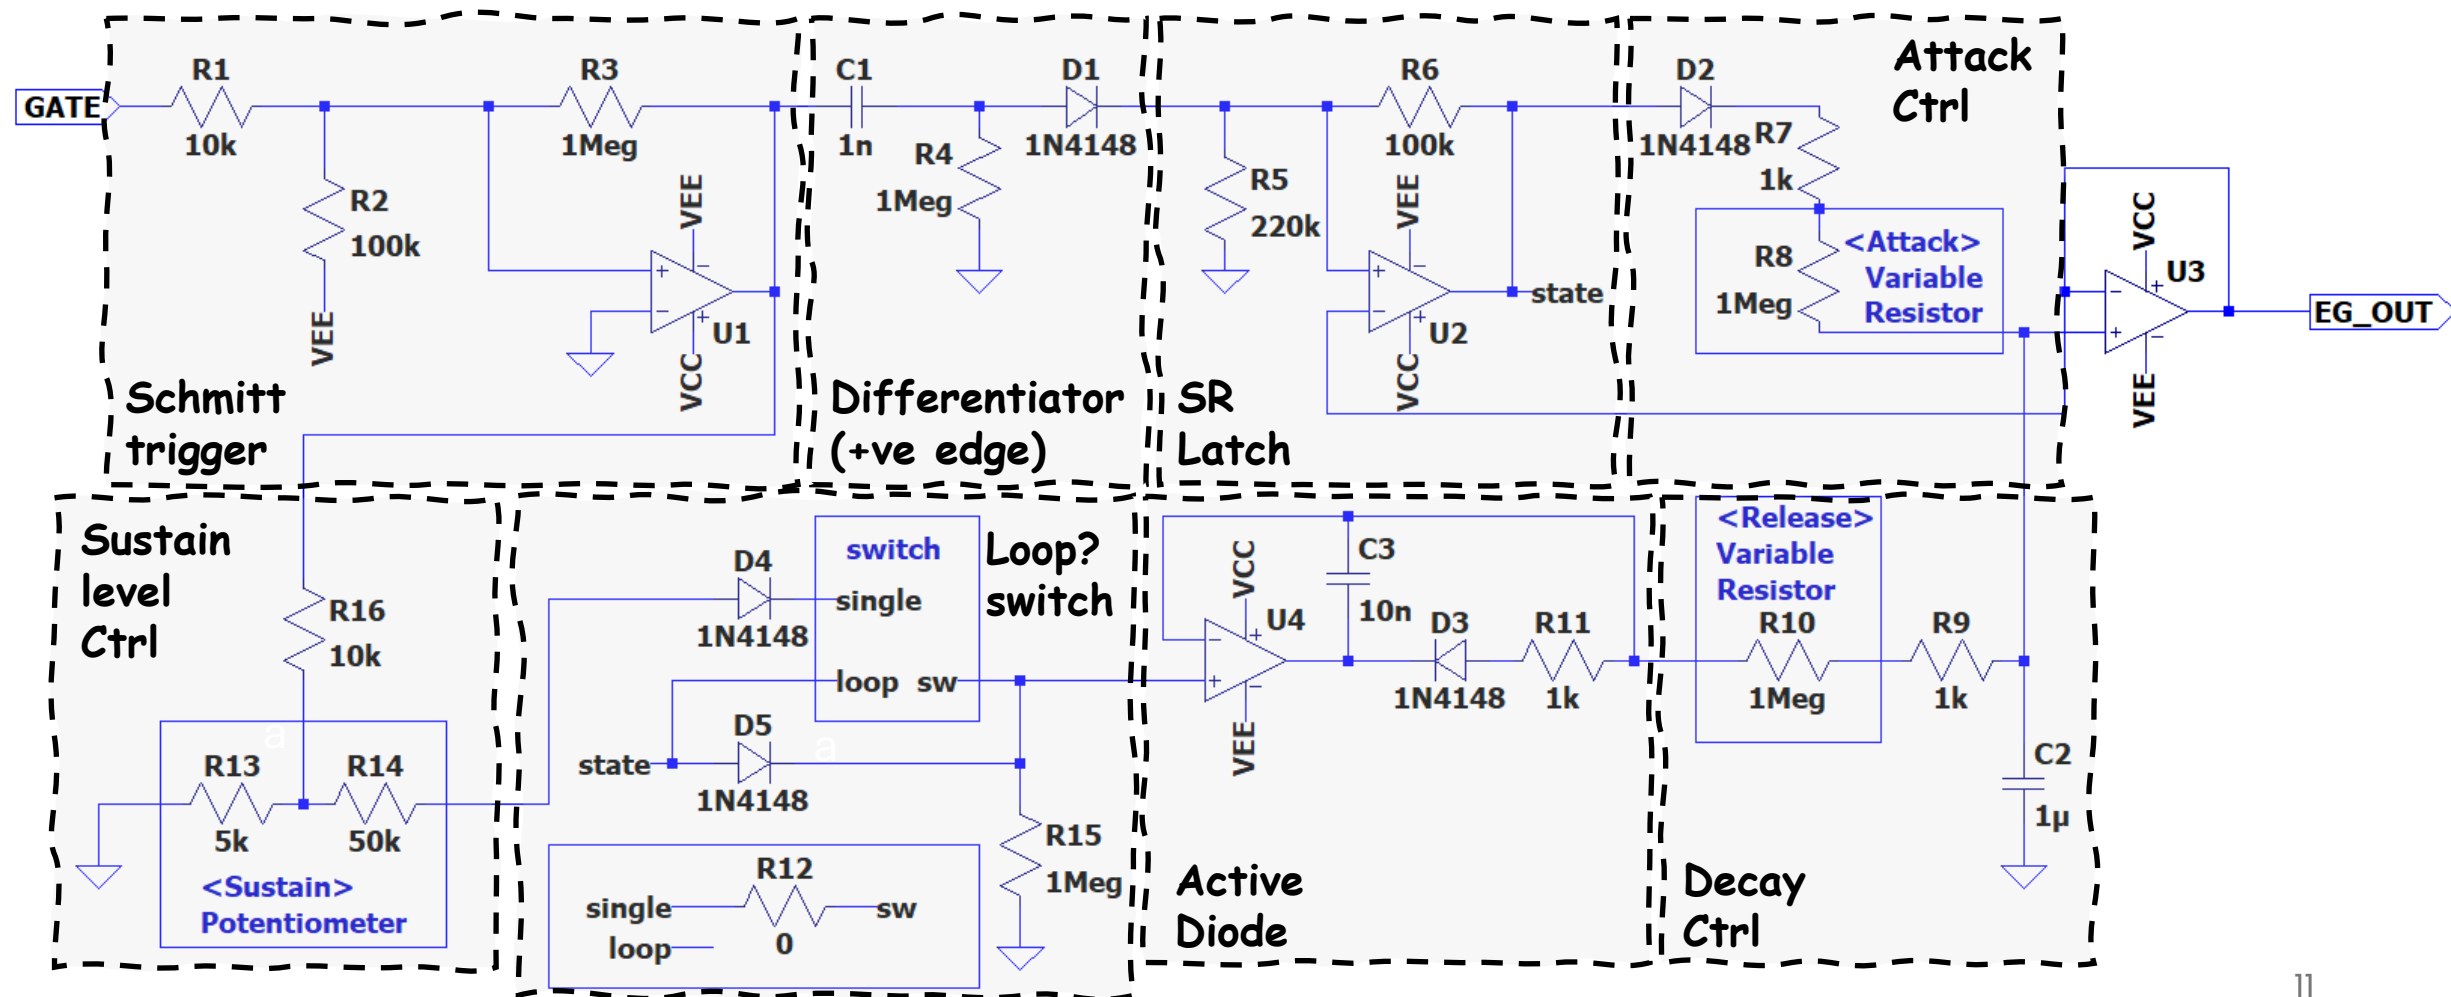 GATE
R1
10k
R2
100k
VEE
R3
1Meg
VEE
+
−
−
+
U1
VCC
Schmitt
trigger
C1
1n
R4
1Meg
D1
1N4148
Differentiator
(+ve edge)
R5
220k
R6
100k
VEE
+
−
−
+
U2
VCC
state
SR
Latch
D2
1N4148
Attack
Ctrl
R7
1k
<Attack>
Variable
Resistor
R8
1Meg
VCC
+
−
+
−
U3
VEE
EG_OUT
Sustain
level
Ctrl
R16
10k
a
R13
5k
R14
50k
<Sustain>
Potentiometer
D4
1N4148
switch
single
loop sw
Loop?
switch
D5
1N4148
a
state
R12
0
single
sw
loop
R15
1Meg
VCC
+
−
+
−
U4
VEE
C3
10n
D3
1N4148
R11
1k
Active
Diode
<Release>
Variable
Resistor
R10
1Meg
R9
1k
C2
1µ
Decay
Ctrl
11